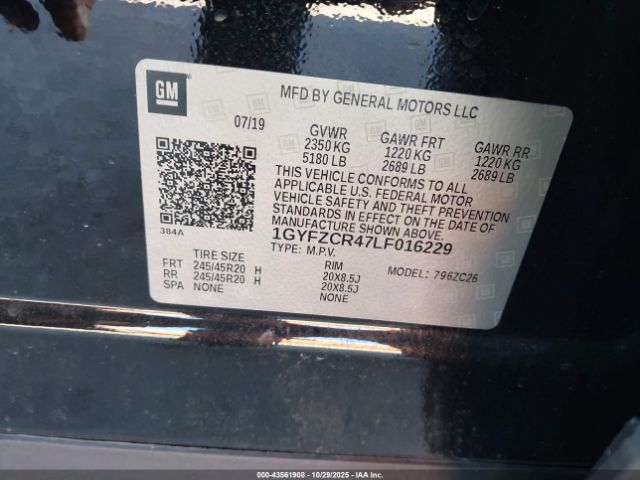 GM
MFD BY GENERAL MOTORS LLC
07/19
GVWR GAWR FRT GAWR RR
2350 KG 1220 KG 1220 KG
5180 LB 2689 LB 2689 LB
THIS VEHICLE CONFORMS TO ALL
APPLICABLE U.S. FEDERAL MOTOR
VEHICLE SAFETY AND THEFT PREVENTION
STANDARDS IN EFFECT ON THE DATE OF
MANUFACTURE SHOWN ABOVE.
384A
1GYFZCR47LF016229
TYPE: M.P.V.
TIRE SIZE RIM MODEL: 796ZC26
FRT 245/45R20 H 20X8.5J
RR 245/45R20 H 20X8.5J
SPA NONE NONE
000-43561908 | 10/29/2025 | IAAI.COM